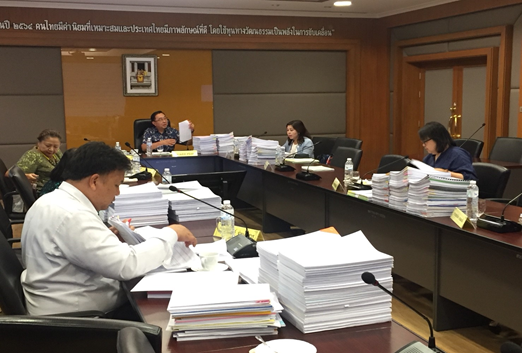 นปี ๒๕๖๔ คนไทยมีค่านิยมที่เหมาะสมและประเทศไทยมีภาพลักษณ์ที่ดี โดยใช้ทุนทางวัฒนธรรมเป็นพลังในการขับเคลื่อน"